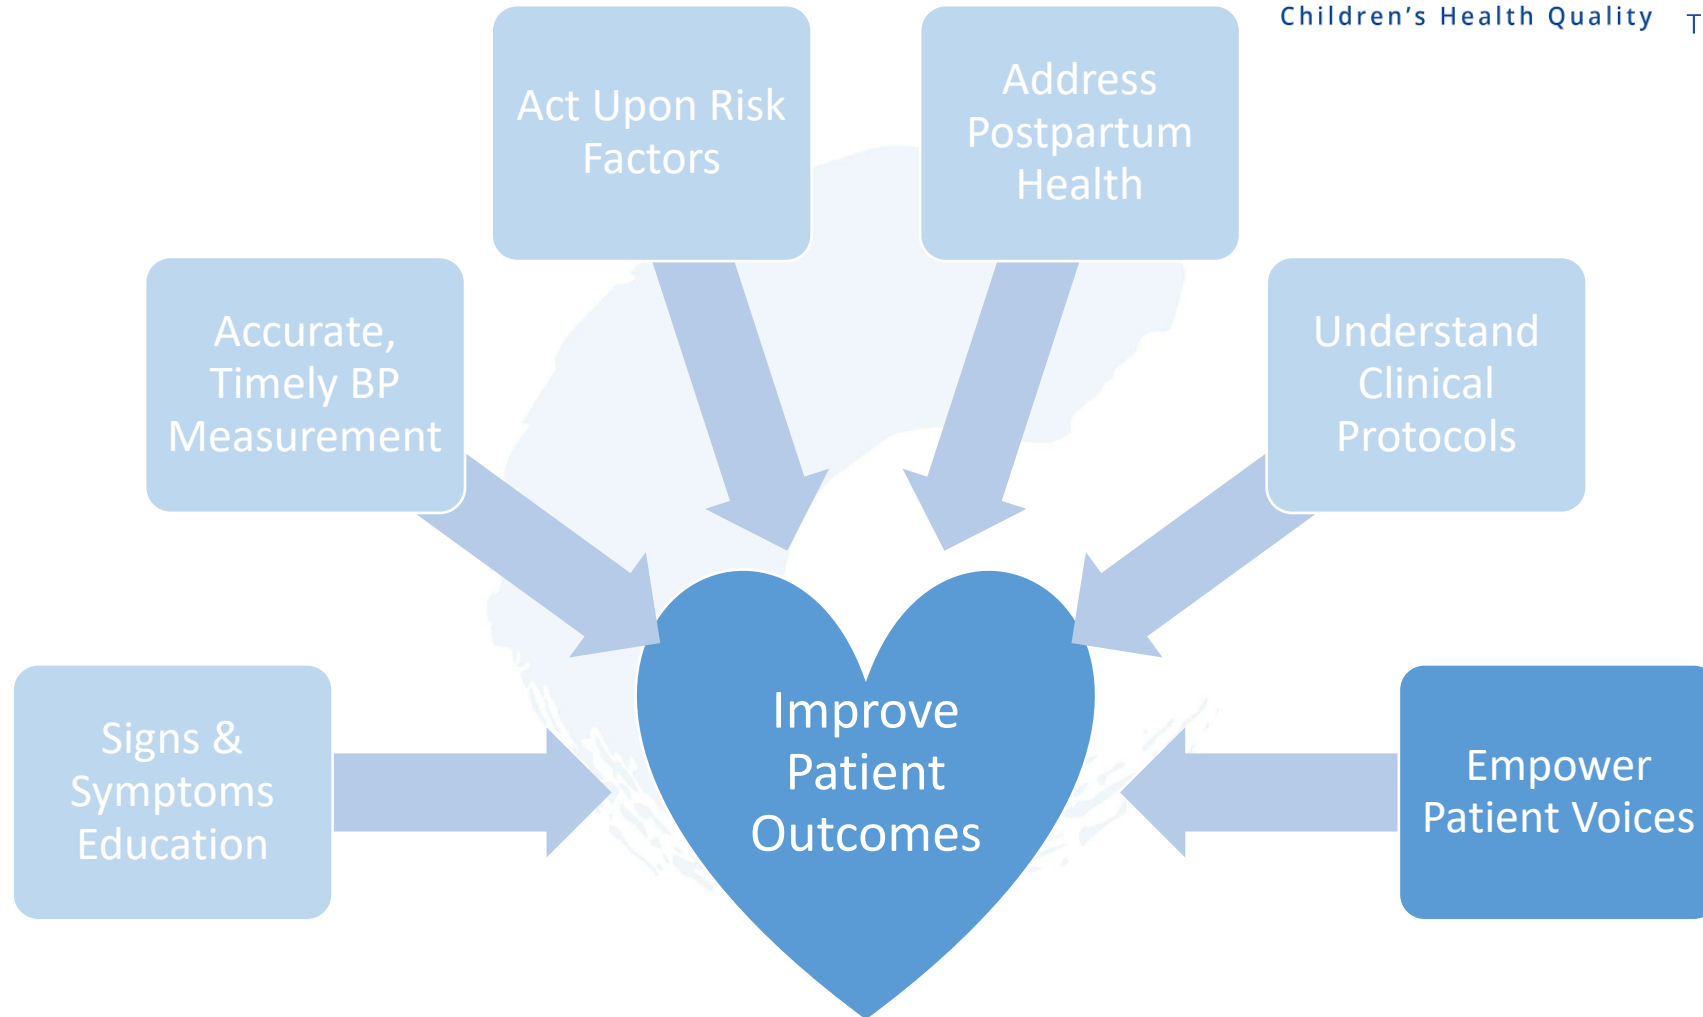 Children's Health Quality
T
Act Upon Risk
Factors
Address
Postpartum
Health
Accurate,
Timely BP
Measurement
Understand
Clinical
Protocols
Signs &
Symptoms
Education
Improve
Patient
Outcomes
Empower
Patient Voices